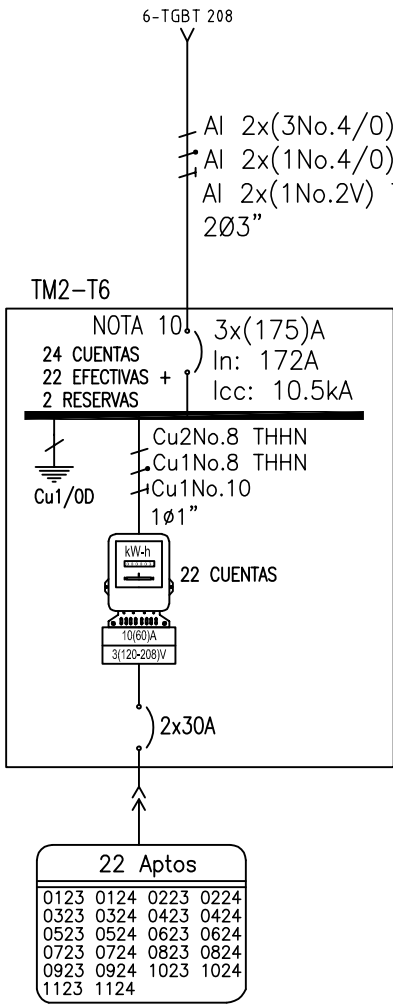 6-TGBT 208
Al 2x(3No.4/0)
Al 2x(1No.4/0)
Al 2x(1No.2V)
2Ø3”
TM2-T6
NOTA 10
3x(175)A
In: 172A
Icc: 10.5kA
24 CUENTAS
22 EFECTIVAS +
2 RESERVAS
Cu1/0D
Cu2No.8 THHN
Cu1No.8 THHN
Cu1No.10
1ø1”
kW-h
22 CUENTAS
10(60)A
3(120-208)V
2x30A
22 Aptos
0123 0124 0223 0224
0323 0324 0423 0424
0523 0524 0623 0624
0723 0724 0823 0824
0923 0924 1023 1024
1123 1124